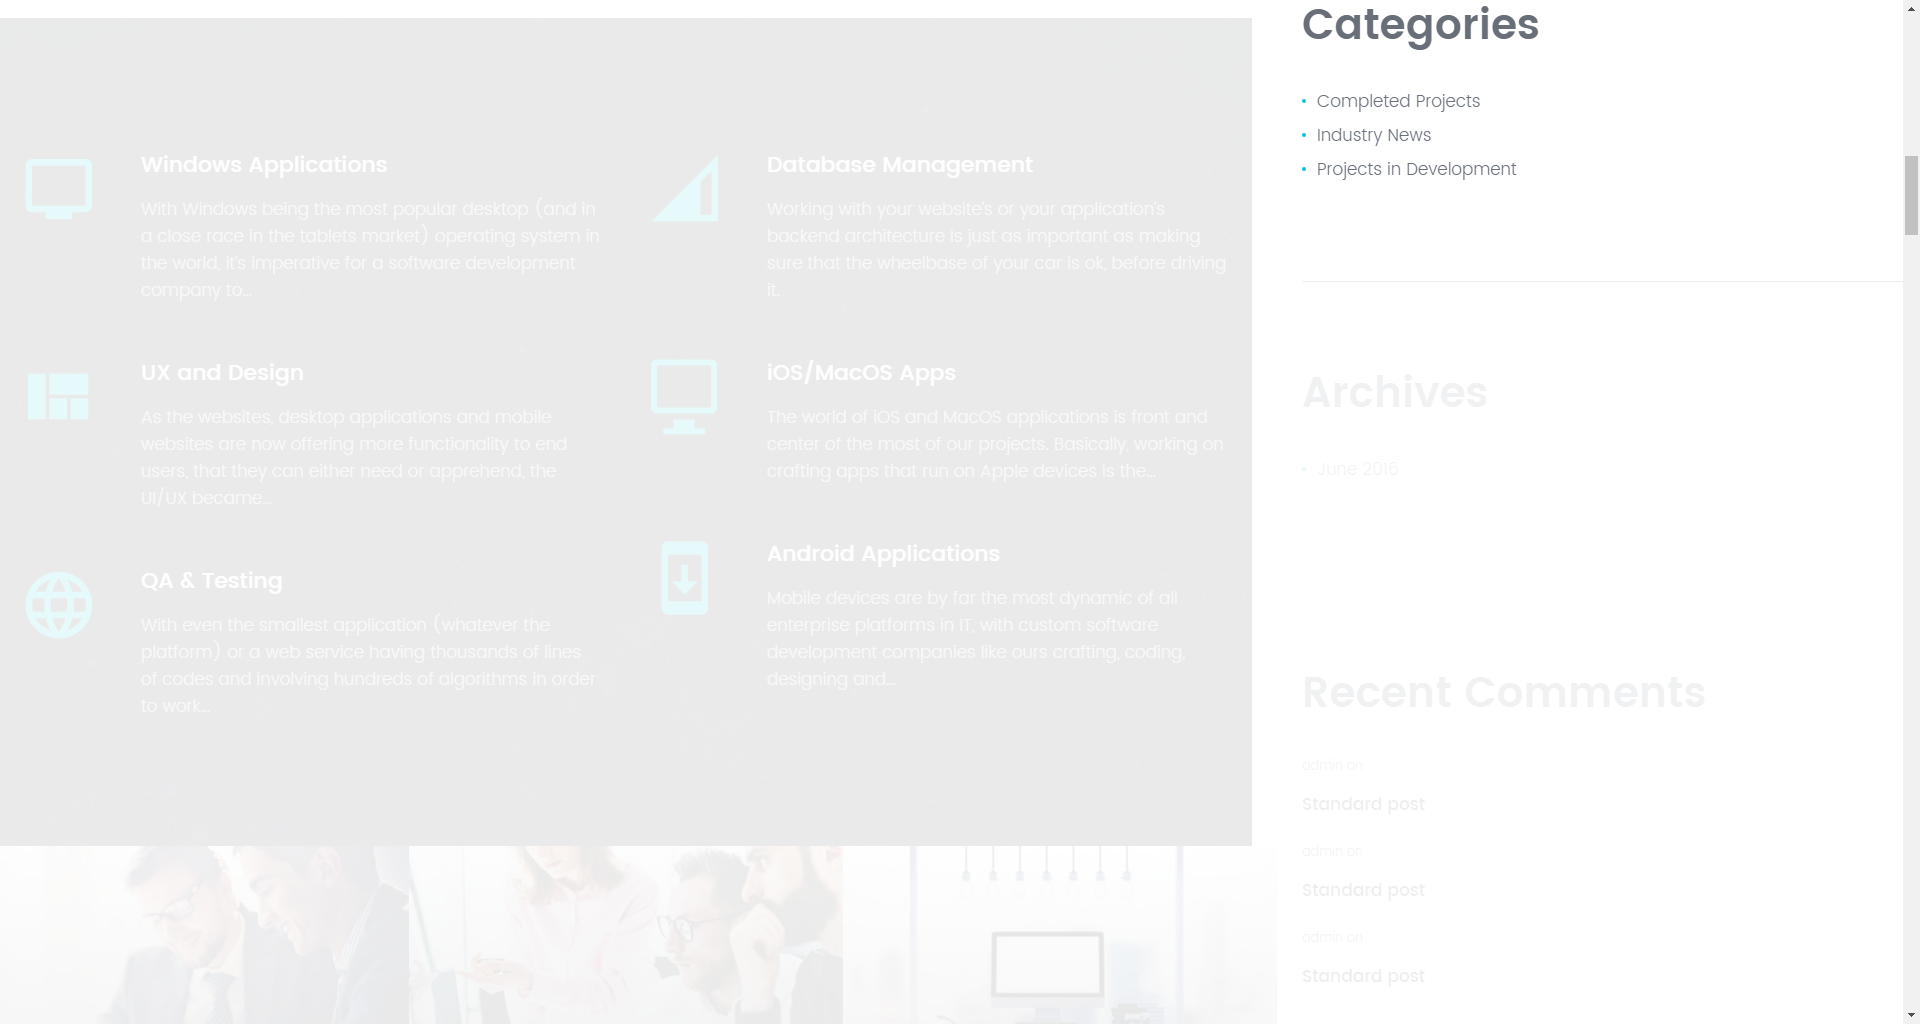 Windows Applications
With Windows being the most popular desktop (and in
a close race in the tablets market) operating system in
the world, it's imperative for a software development
company to...
UX and Design
As the websites, desktop applications and mobile
websites are now offering more functionality to end
users, that they can either need or apprehend, the
UI/UX became...
QA & Testing
With even the smallest application (whatever the
platform) or a web service having thousands of lines
of codes and involving hundreds of algorithms in order
to work...
Database Management
Working with your website's or your application's
backend architecture is just as important as making
sure that the wheelbase of your car is ok, before driving
it.
iOS/MacOS Apps
The world of iOS and MacOS applications is front and
center of the most of our projects. Basically, working on
crafting apps that run on Apple devices is the...
Android Applications
Mobile devices are by far the most dynamic of all
enterprise platforms in IT, with custom software
development companies like ours crafting, coding,
designing and...
Categories
Completed Projects
Industry News
Projects in Development
Archives
June 2016
Recent Comments
admin on
Standard post
admin on
Standard post
admin on
Standard post